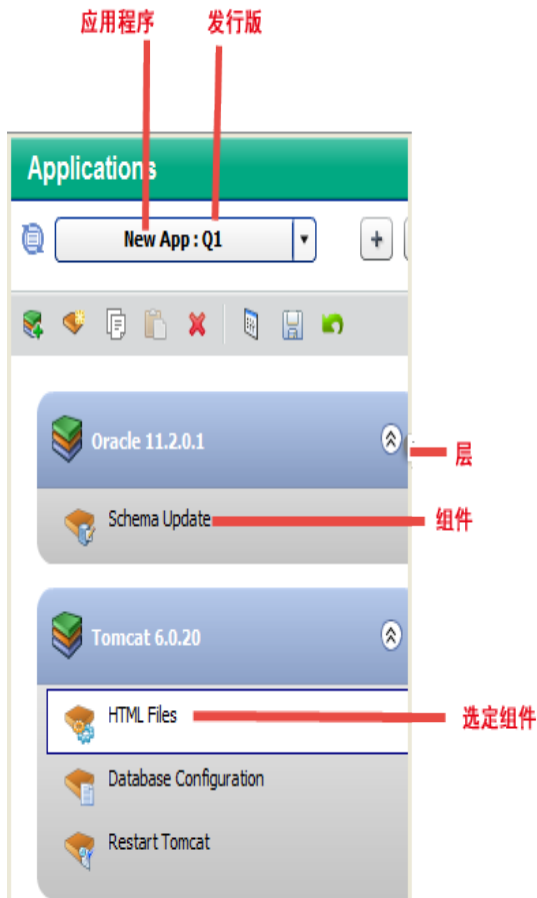 应用程序 发行版
Applications
New App : Q1
Oracle 11.2.0.1
层
Schema Update
组件
Tomcat 6.0.20
HTML Files
选定组件
Database Configuration
Restart Tomcat